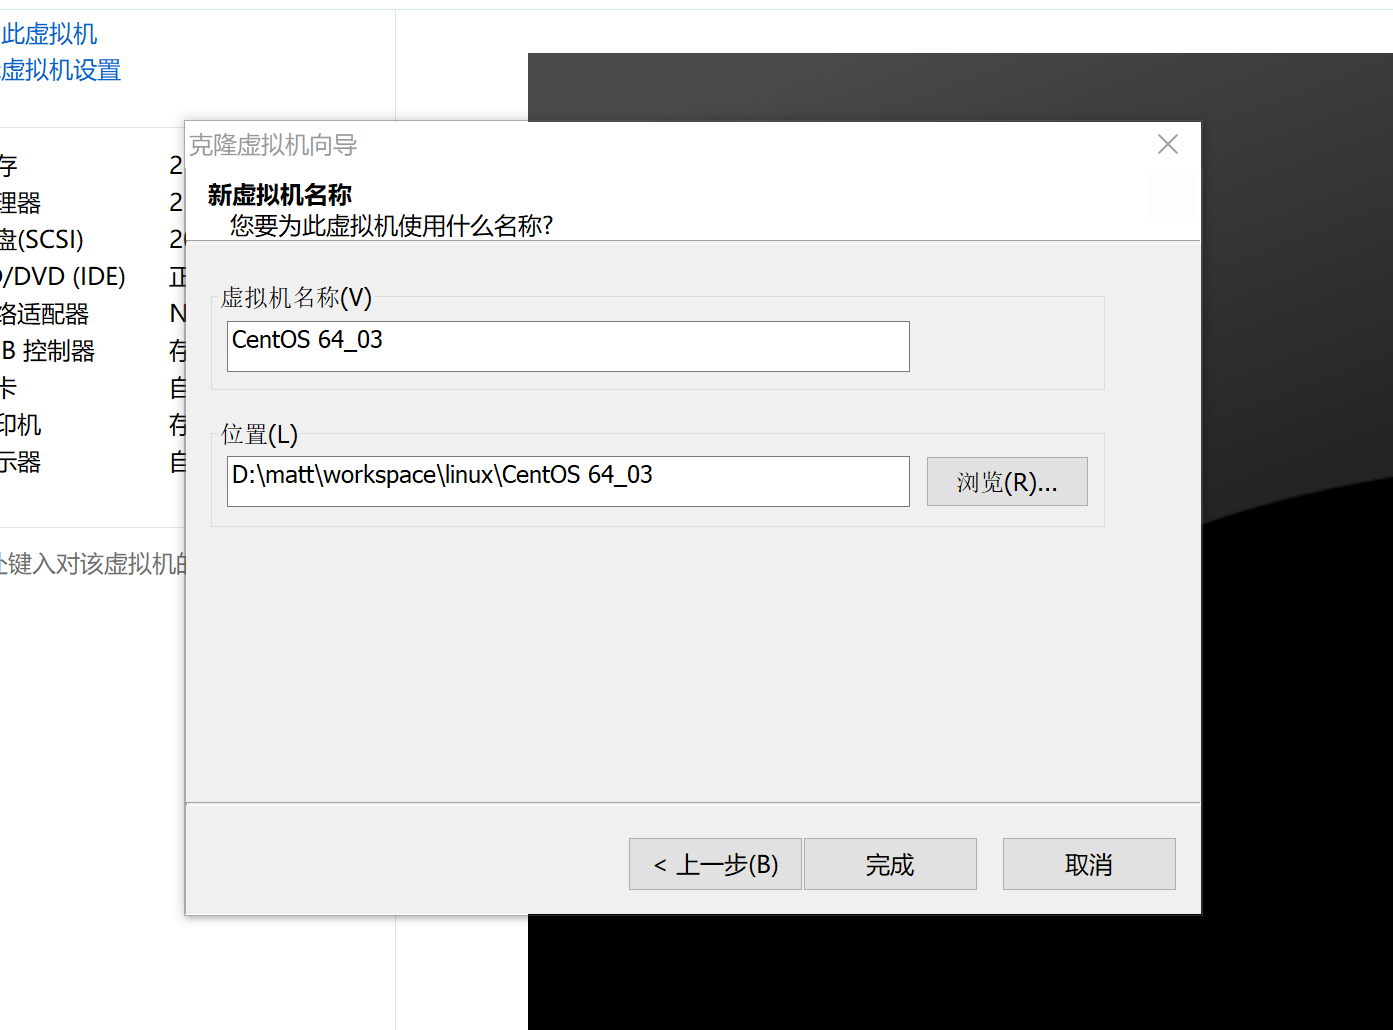 此虚拟机
虚拟机设置
存 2
理器 2
盘(SCSI) 2
/DVD (IDE) 正
络适配器 N
B 控制器 存
卡 自
印机 存
示器 自
键入对该虚拟机的
克隆虚拟机向导
新虚拟机名称
您要为此虚拟机使用什么名称?
虚拟机名称(V)
CentOS 64_03
位置(L)
D:\matt\workspace\linux\CentOS 64_03
浏览(R)...
< 上一步(B)
完成
取消